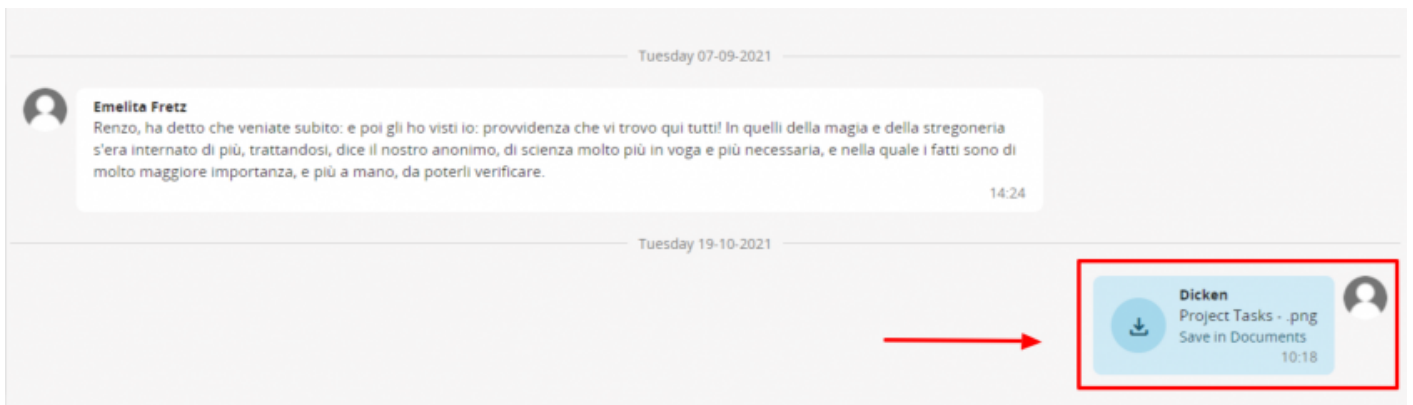 Tuesday 07-09-2021
Emelita Fretz
Renzo, ha detto che veniate subito: e poi gli ho visti io: provvidenza che vi trovo qui tutti! In quelli della magia e della stregoneria
s'era internato di più, trattandosi, dice il nostro anonimo, di scienza molto più in voga e più necessaria, e nella quale i fatti sono di
molto maggiore importanza, e più a mano, da poterli verificare.
14:24
Tuesday 19-10-2021
Dicken
Project Tasks - .png
Save in Documents
10:18